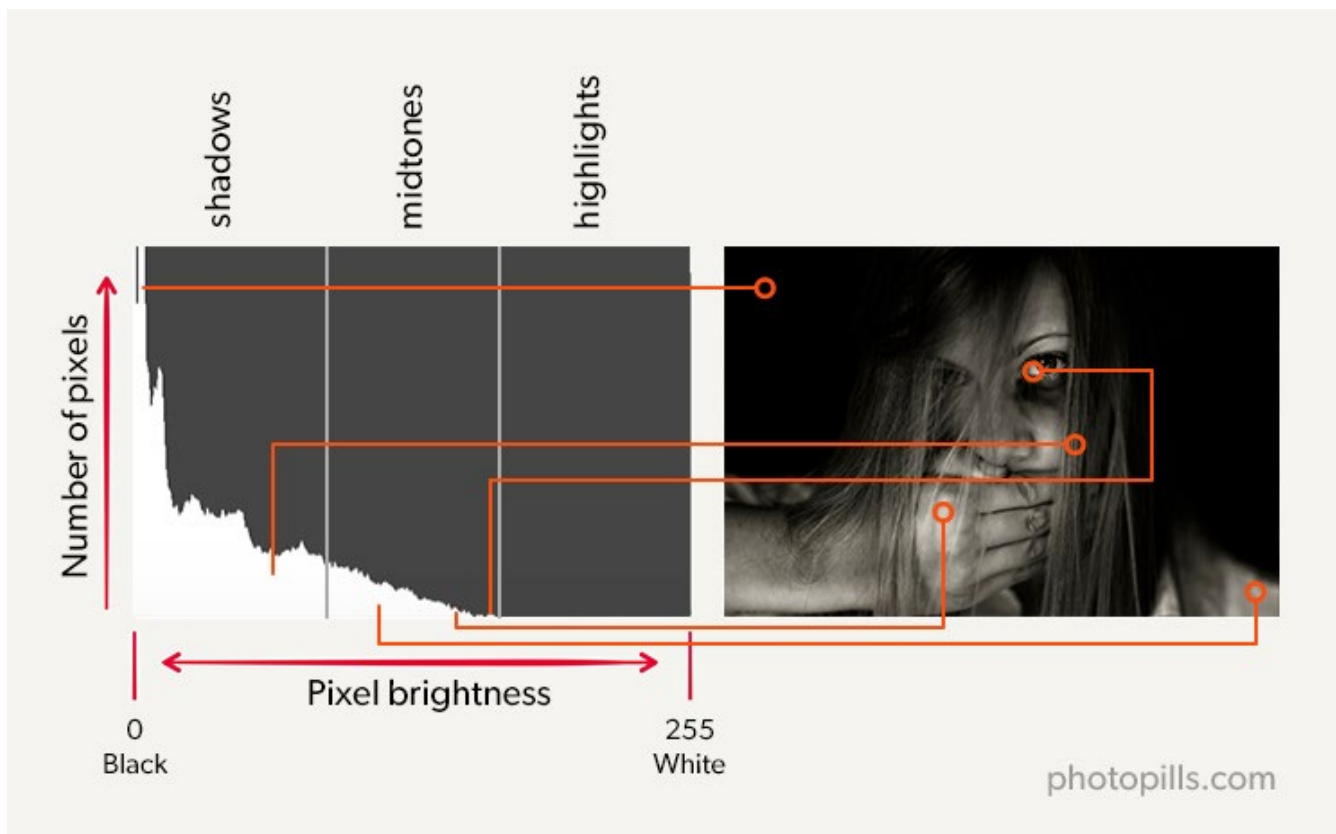 shadows
midtones
highlights
Number of pixels
Pixel brightness
0
Black
255
White
photopills.com